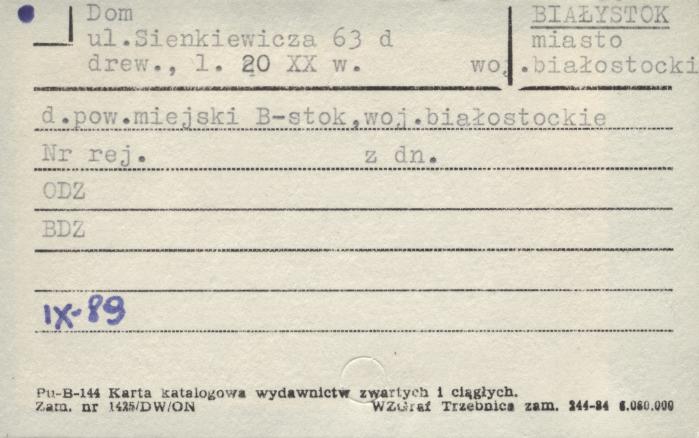 Dom BIAŁYSTOK
ul.Sienkiewicza 63 d miasto
drew., l. 20 XX w. woj.białostocki
d.pow.miejski B-stok,woj.białostockie
Nr rej. z dn.
ODZ
BDZ
IX-89
Pu-B-144 Karta katalogowa wydawnictw zwartych i ciągłych.
Zam. nr 1425/DW/ON WZGraf Trzebnica zam. 244-84 6.060.000